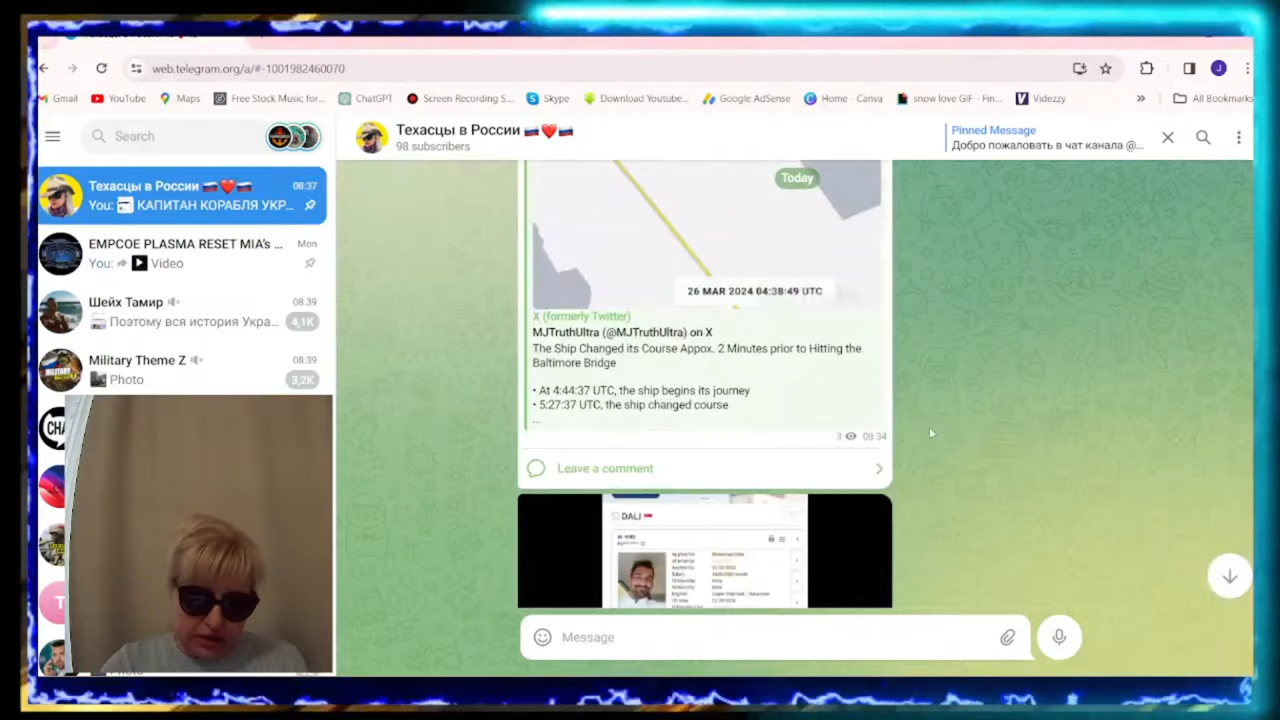 web.telegram.org/a/#-1001982460070
Gmail
YouTube
Maps
Free Stock Music for...
ChatGPT
Screen Recording S...
Skype
Download Youtube...
Google AdSense
Home - Canva
snow love GIF - Fin...
Videzzy
»
All Bookmarks
J
Search
Техасцы в России 🇷🇺❤️🇷🇺
98 subscribers
Pinned Message
Добро пожаловать в чат канала @...
Техасцы в России 🇷🇺❤️🇷🇺 08:37
You: КАПИТАН КОРАБЛЯ УКР...
EMPCOE PLASMA RESET MIA's ... Mon
You: Video
Шейх Тамир 08:39
Поэтому вся история Укра... 4,1K
Military Theme Z 08:39
Photo 3,2K
Today
26 MAR 2024 04:38:49 UTC
X (formerly Twitter)
MJTruthUltra (@MJTruthUltra) on X
The Ship Changed its Course Appox. 2 Minutes prior to Hitting the
Baltimore Bridge
• At 4:44:37 UTC, the ship begins its journey
• 5:27:37 UTC, the ship changed course
...
3 08:34
Leave a comment
DALI
Message